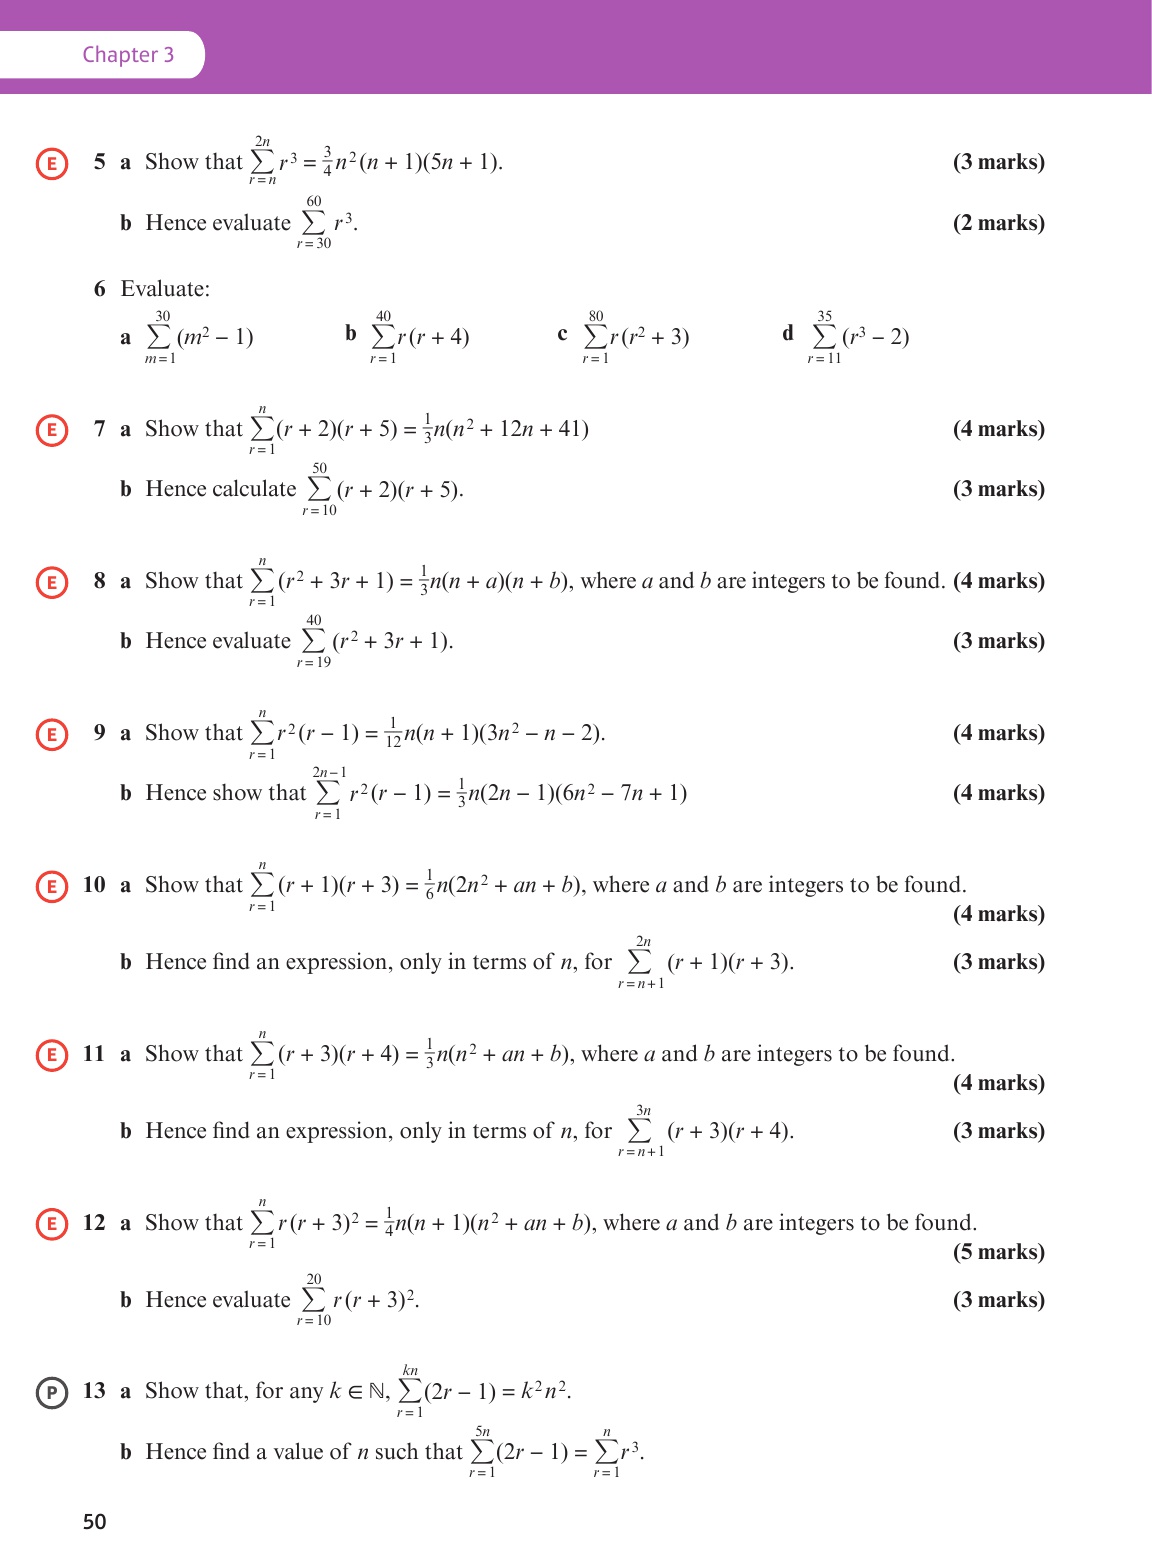 Chapter 3
E 5 a Show that $\sum_{r=n}^{2n} r^3 = \frac{3}{4}n^2(n + 1)(5n + 1)$. (3 marks)
b Hence evaluate $\sum_{r=30}^{60} r^3$. (2 marks)
6 Evaluate:
a $\sum_{m=1}^{30} (m^2 - 1)$ b $\sum_{r=1}^{40} r(r + 4)$ c $\sum_{r=1}^{80} r(r^2 + 3)$ d $\sum_{r=11}^{35} (r^3 - 2)$
E 7 a Show that $\sum_{r=1}^{n} (r + 2)(r + 5) = \frac{1}{3}n(n^2 + 12n + 41)$ (4 marks)
b Hence calculate $\sum_{r=10}^{50} (r + 2)(r + 5)$. (3 marks)
E 8 a Show that $\sum_{r=1}^{n} (r^2 + 3r + 1) = \frac{1}{3}n(n + a)(n + b)$, where a and b are integers to be found. (4 marks)
b Hence evaluate $\sum_{r=19}^{40} (r^2 + 3r + 1)$. (3 marks)
E 9 a Show that $\sum_{r=1}^{n} r^2(r - 1) = \frac{1}{12}n(n + 1)(3n^2 - n - 2)$. (4 marks)
b Hence show that $\sum_{r=1}^{2n-1} r^2(r - 1) = \frac{1}{3}n(2n - 1)(6n^2 - 7n + 1)$ (4 marks)
E 10 a Show that $\sum_{r=1}^{n} (r + 1)(r + 3) = \frac{1}{6}n(2n^2 + an + b)$, where a and b are integers to be found.
(4 marks)
b Hence find an expression, only in terms of n, for $\sum_{r=n+1}^{2n} (r + 1)(r + 3)$. (3 marks)
E 11 a Show that $\sum_{r=1}^{n} (r + 3)(r + 4) = \frac{1}{3}n(n^2 + an + b)$, where a and b are integers to be found.
(4 marks)
b Hence find an expression, only in terms of n, for $\sum_{r=n+1}^{3n} (r + 3)(r + 4)$. (3 marks)
E 12 a Show that $\sum_{r=1}^{n} r(r + 3)^2 = \frac{1}{4}n(n + 1)(n^2 + an + b)$, where a and b are integers to be found.
(5 marks)
b Hence evaluate $\sum_{r=10}^{20} r(r + 3)^2$. (3 marks)
P 13 a Show that, for any $k \in \mathbb{N}$, $\sum_{r=1}^{kn} (2r - 1) = k^2n^2$.
b Hence find a value of n such that $\sum_{r=1}^{5n} (2r - 1) = \sum_{r=1}^{n} r^3$.
50